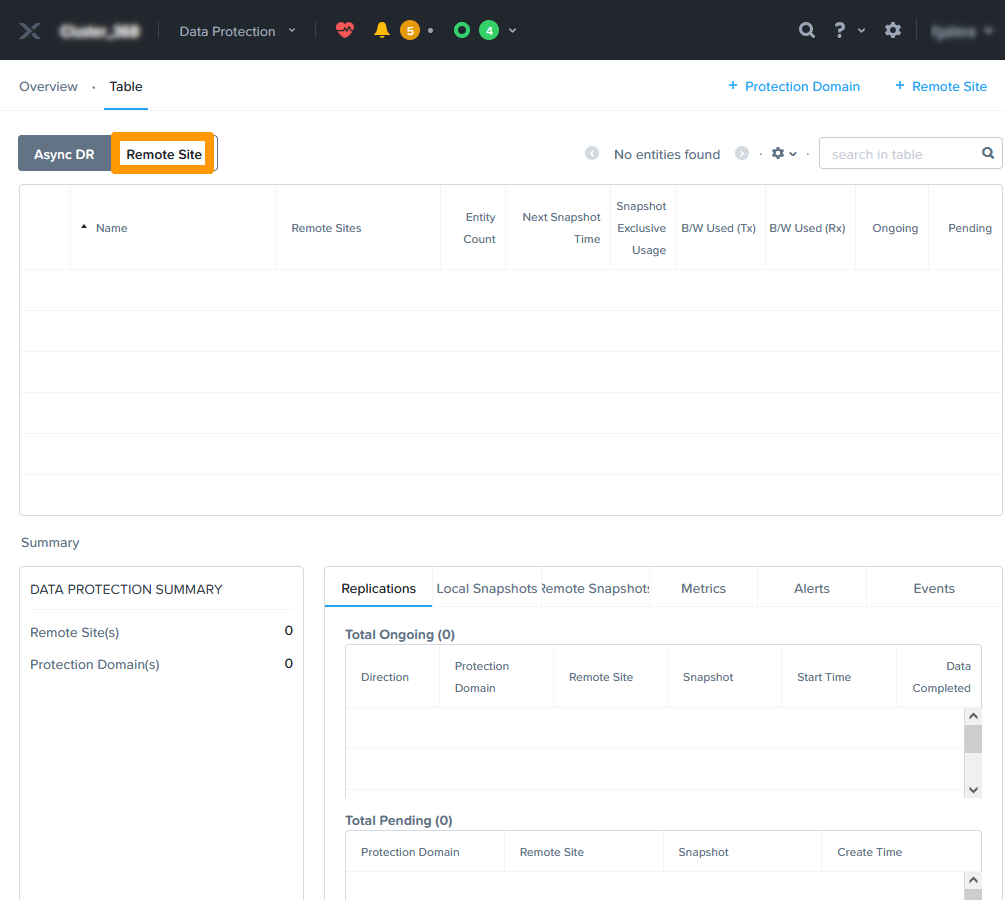 Data Protection 5 4 ?
Overview · Table + Protection Domain + Remote Site
Async DR Remote Site No entities found search in table
Name Remote Sites Entity Count Next Snapshot Time Snapshot Exclusive Usage B/W Used (Tx) B/W Used (Rx) Ongoing Pending
Summary
DATA PROTECTION SUMMARY
Remote Site(s) 0
Protection Domain(s) 0
Replications Local Snapshots Remote Snapshots Metrics Alerts Events
Total Ongoing (0)
Direction Protection Domain Remote Site Snapshot Start Time Data Completed
Total Pending (0)
Protection Domain Remote Site Snapshot Create Time